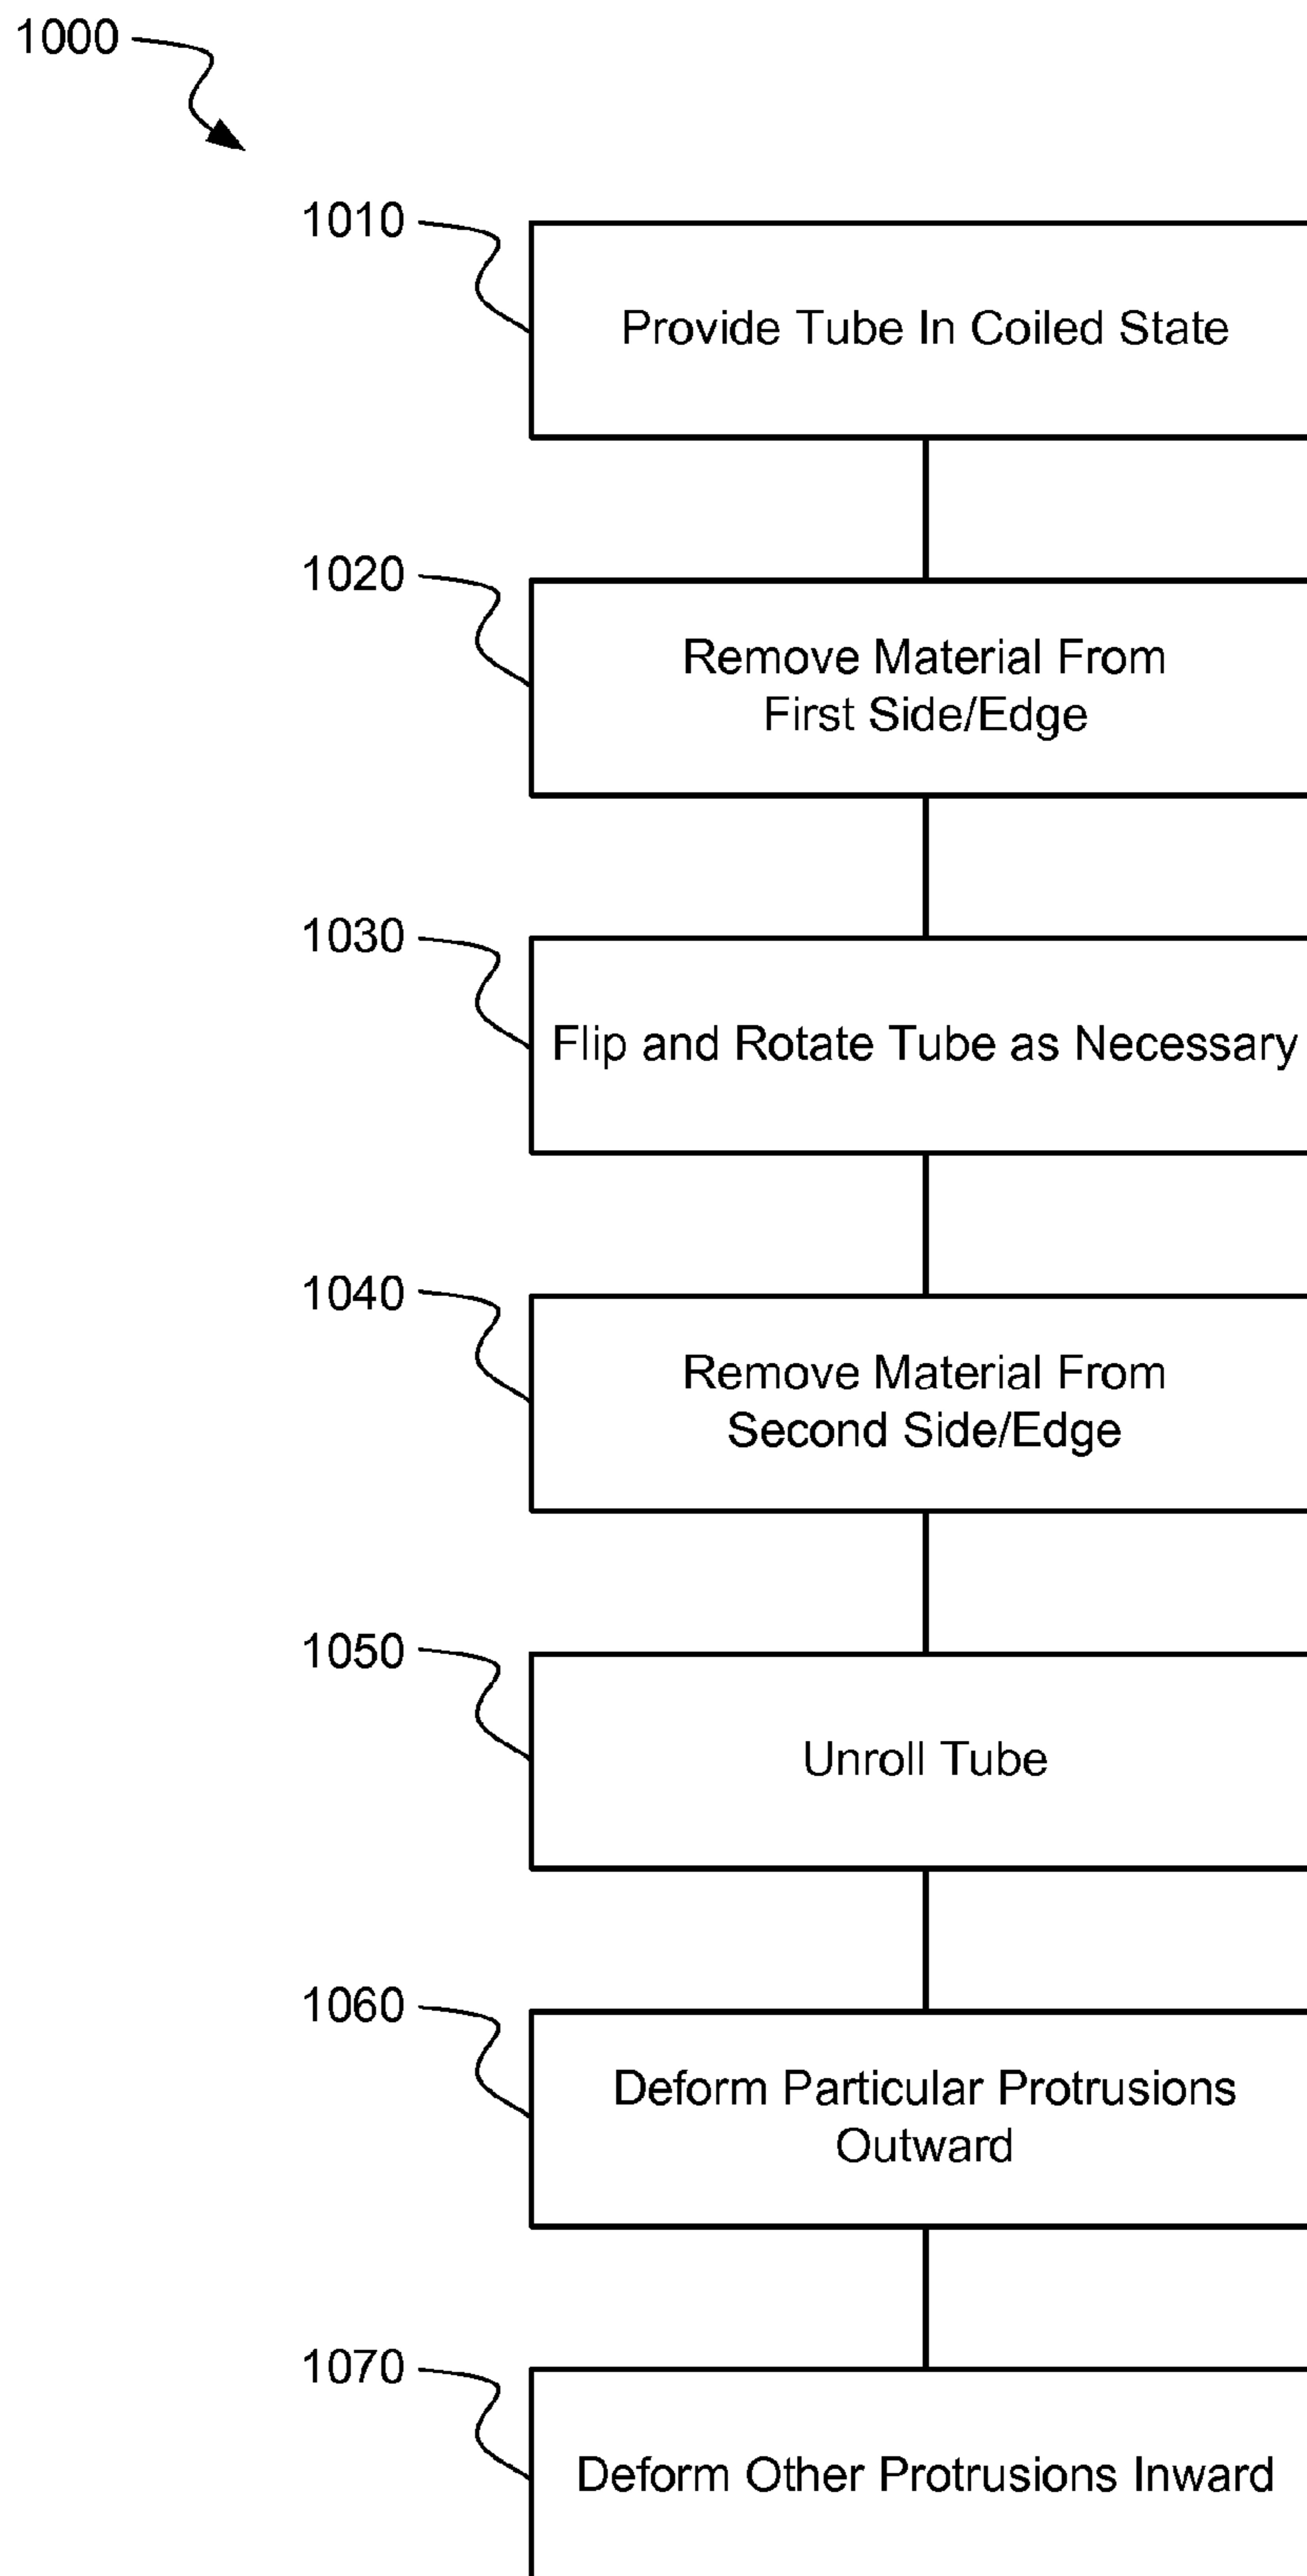 1000
1010
Provide Tube In Coiled State
1020
Remove Material From
First Side/Edge
1030
Flip and Rotate Tube as Necessary
1040
Remove Material From
Second Side/Edge
1050
Unroll Tube
1060
Deform Particular Protrusions
Outward
1070
Deform Other Protrusions Inward